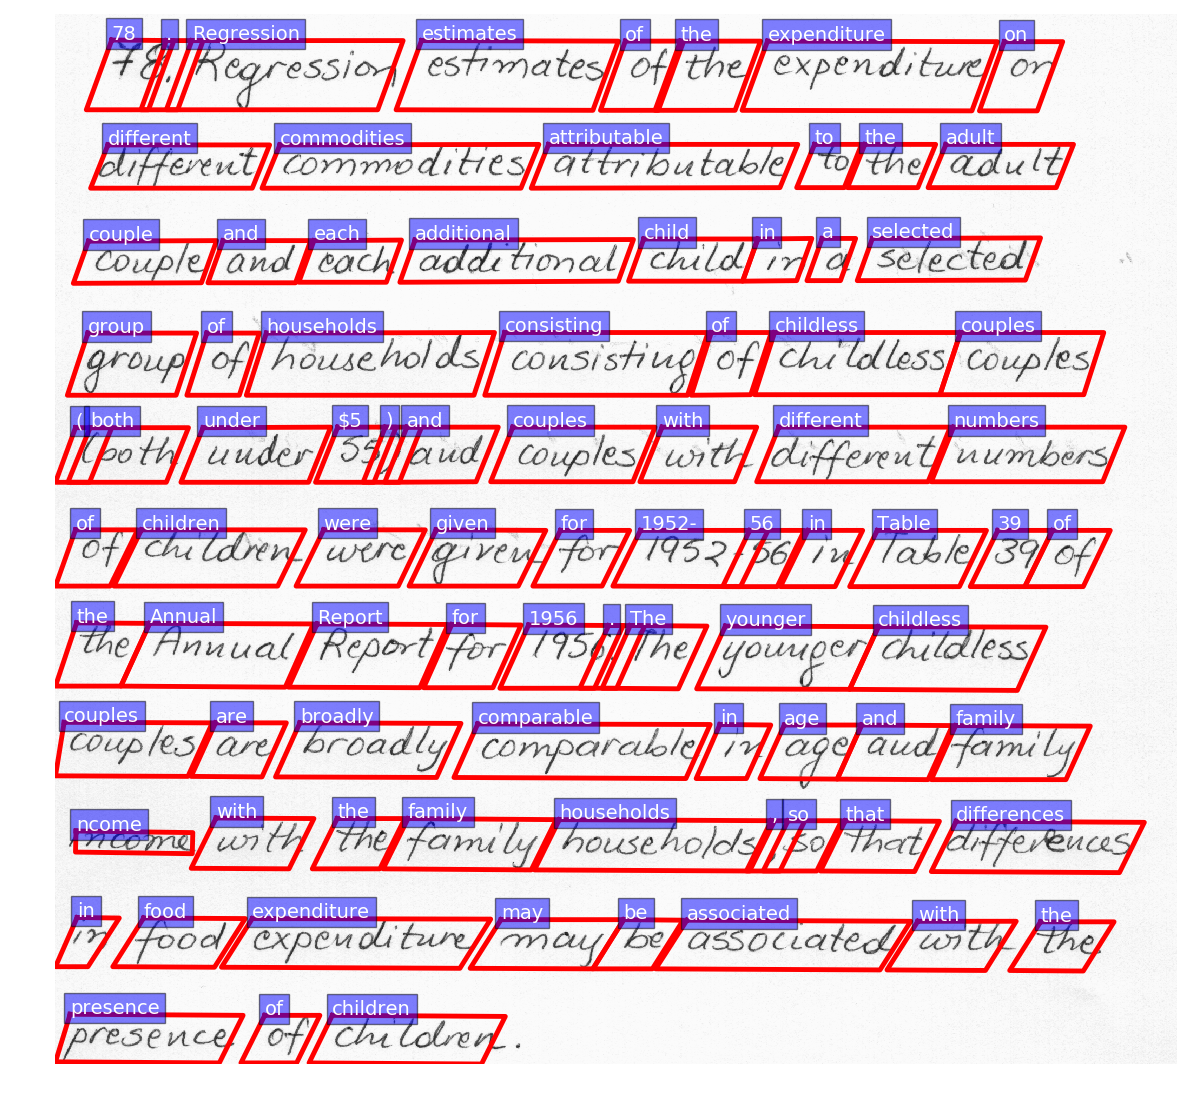 78. Regression estimates of the expenditure on
different commodities attributable to the adult
couple and each additional child in a selected
group of households consisting of childless couples
(both under 55) and couples with different numbers
of children were given for 1952-56 in Table 39 of
the Annual Report for 1956. The younger childless
couples are broadly comparable in age and family
income with the family households, so that differences
in food expenditure may be associated with the
presence of children.